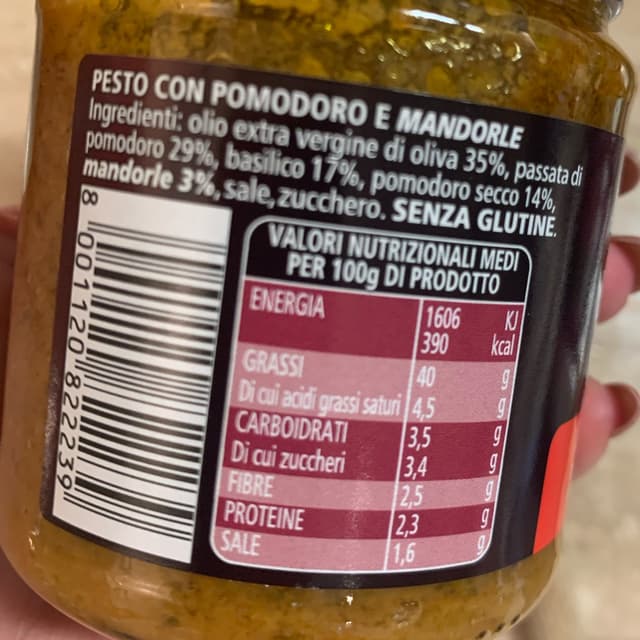 PESTO CON POMODORO E MANDORLE
Ingredienti: olio extra vergine di oliva 35%, passata di
pomodoro 29%, basilico 17%, pomodoro secco 14%,
mandorle 3%, sale, zucchero. SENZA GLUTINE.
VALORI NUTRIZIONALI MEDI
PER 100g DI PRODOTTO
ENERGIA 1606 KJ
390 kcal
GRASSI 40 g
Di cui acidi grassi saturi 4,5 g
CARBOIDRATI 3,5 g
Di cui zuccheri 3,4 g
FIBRE 2,5 g
PROTEINE 2,3 g
SALE 1,6 g
8 001120 822239